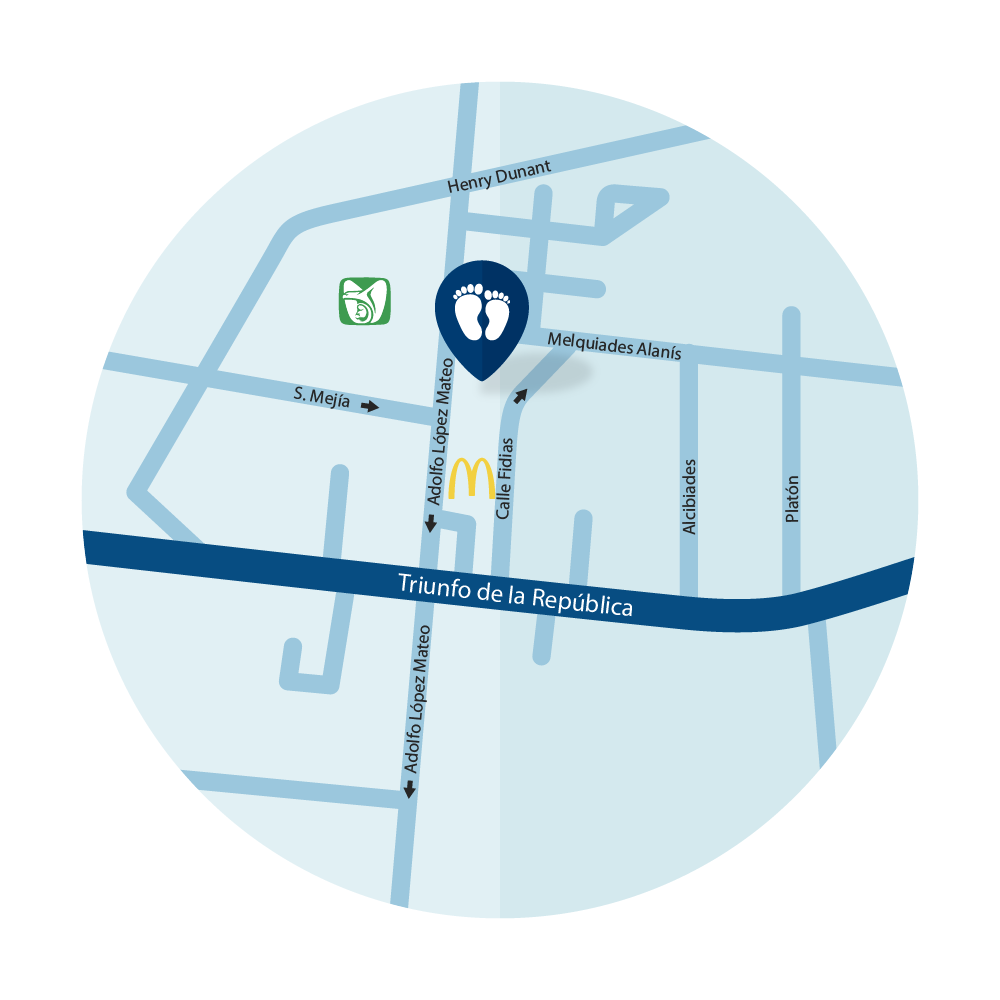 Henry Dunant
Melquiades Alanís
S. Mejía
Adolfo López Mateo
Calle Fidias
Alcibiades
Platón
Triunfo de la República
Adolfo López Mateo